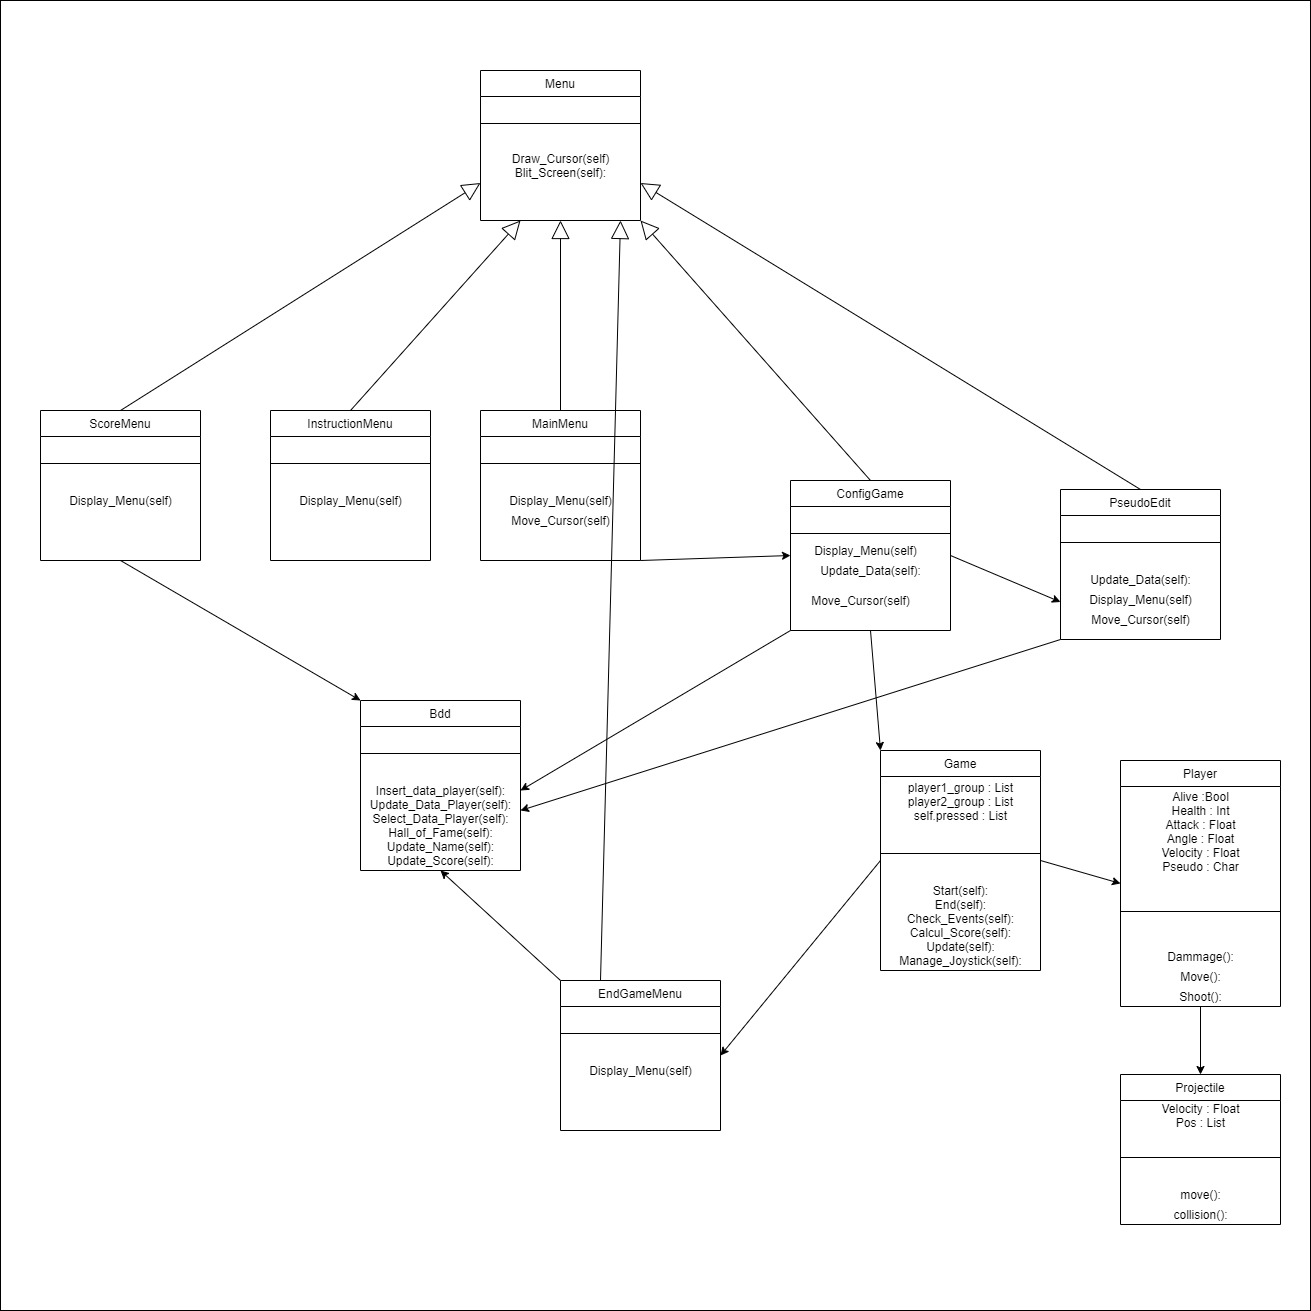 Menu
Draw_Cursor(self)
Blit_Screen(self):
ScoreMenu
Display_Menu(self)
InstructionMenu
Display_Menu(self)
MainMenu
Display_Menu(self)
Move_Cursor(self)
ConfigGame
Display_Menu(self)
Update_Data(self):
Move_Cursor(self)
PseudoEdit
Update_Data(self):
Display_Menu(self)
Move_Cursor(self)
Bdd
Insert_data_player(self):
Update_Data_Player(self):
Select_Data_Player(self):
Hall_of_Fame(self):
Update_Name(self):
Update_Score(self):
Game
player1_group : List
player2_group : List
self.pressed : List
Start(self):
End(self):
Check_Events(self):
Calcul_Score(self):
Update(self):
Manage_Joystick(self):
Player
Alive :Bool
Health : Int
Attack : Float
Angle : Float
Velocity : Float
Pseudo : Char
Dammage():
Move():
Shoot():
EndGameMenu
Display_Menu(self)
Projectile
Velocity : Float
Pos : List
move():
collision():